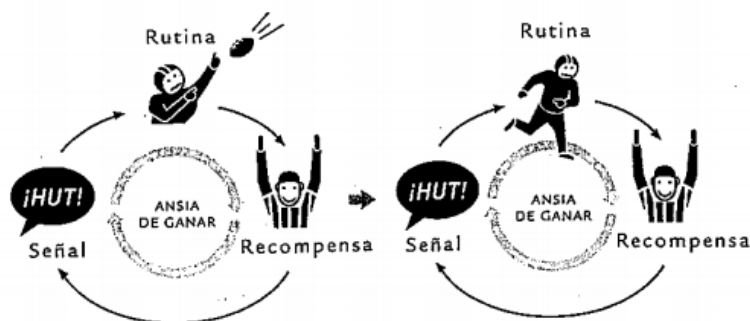 Rutina
¡HUT!
Señal
ANSIA
DE GANAR
Recompensa
Rutina
¡HUT!
Señal
ANSIA
DE GANAR
Recompensa